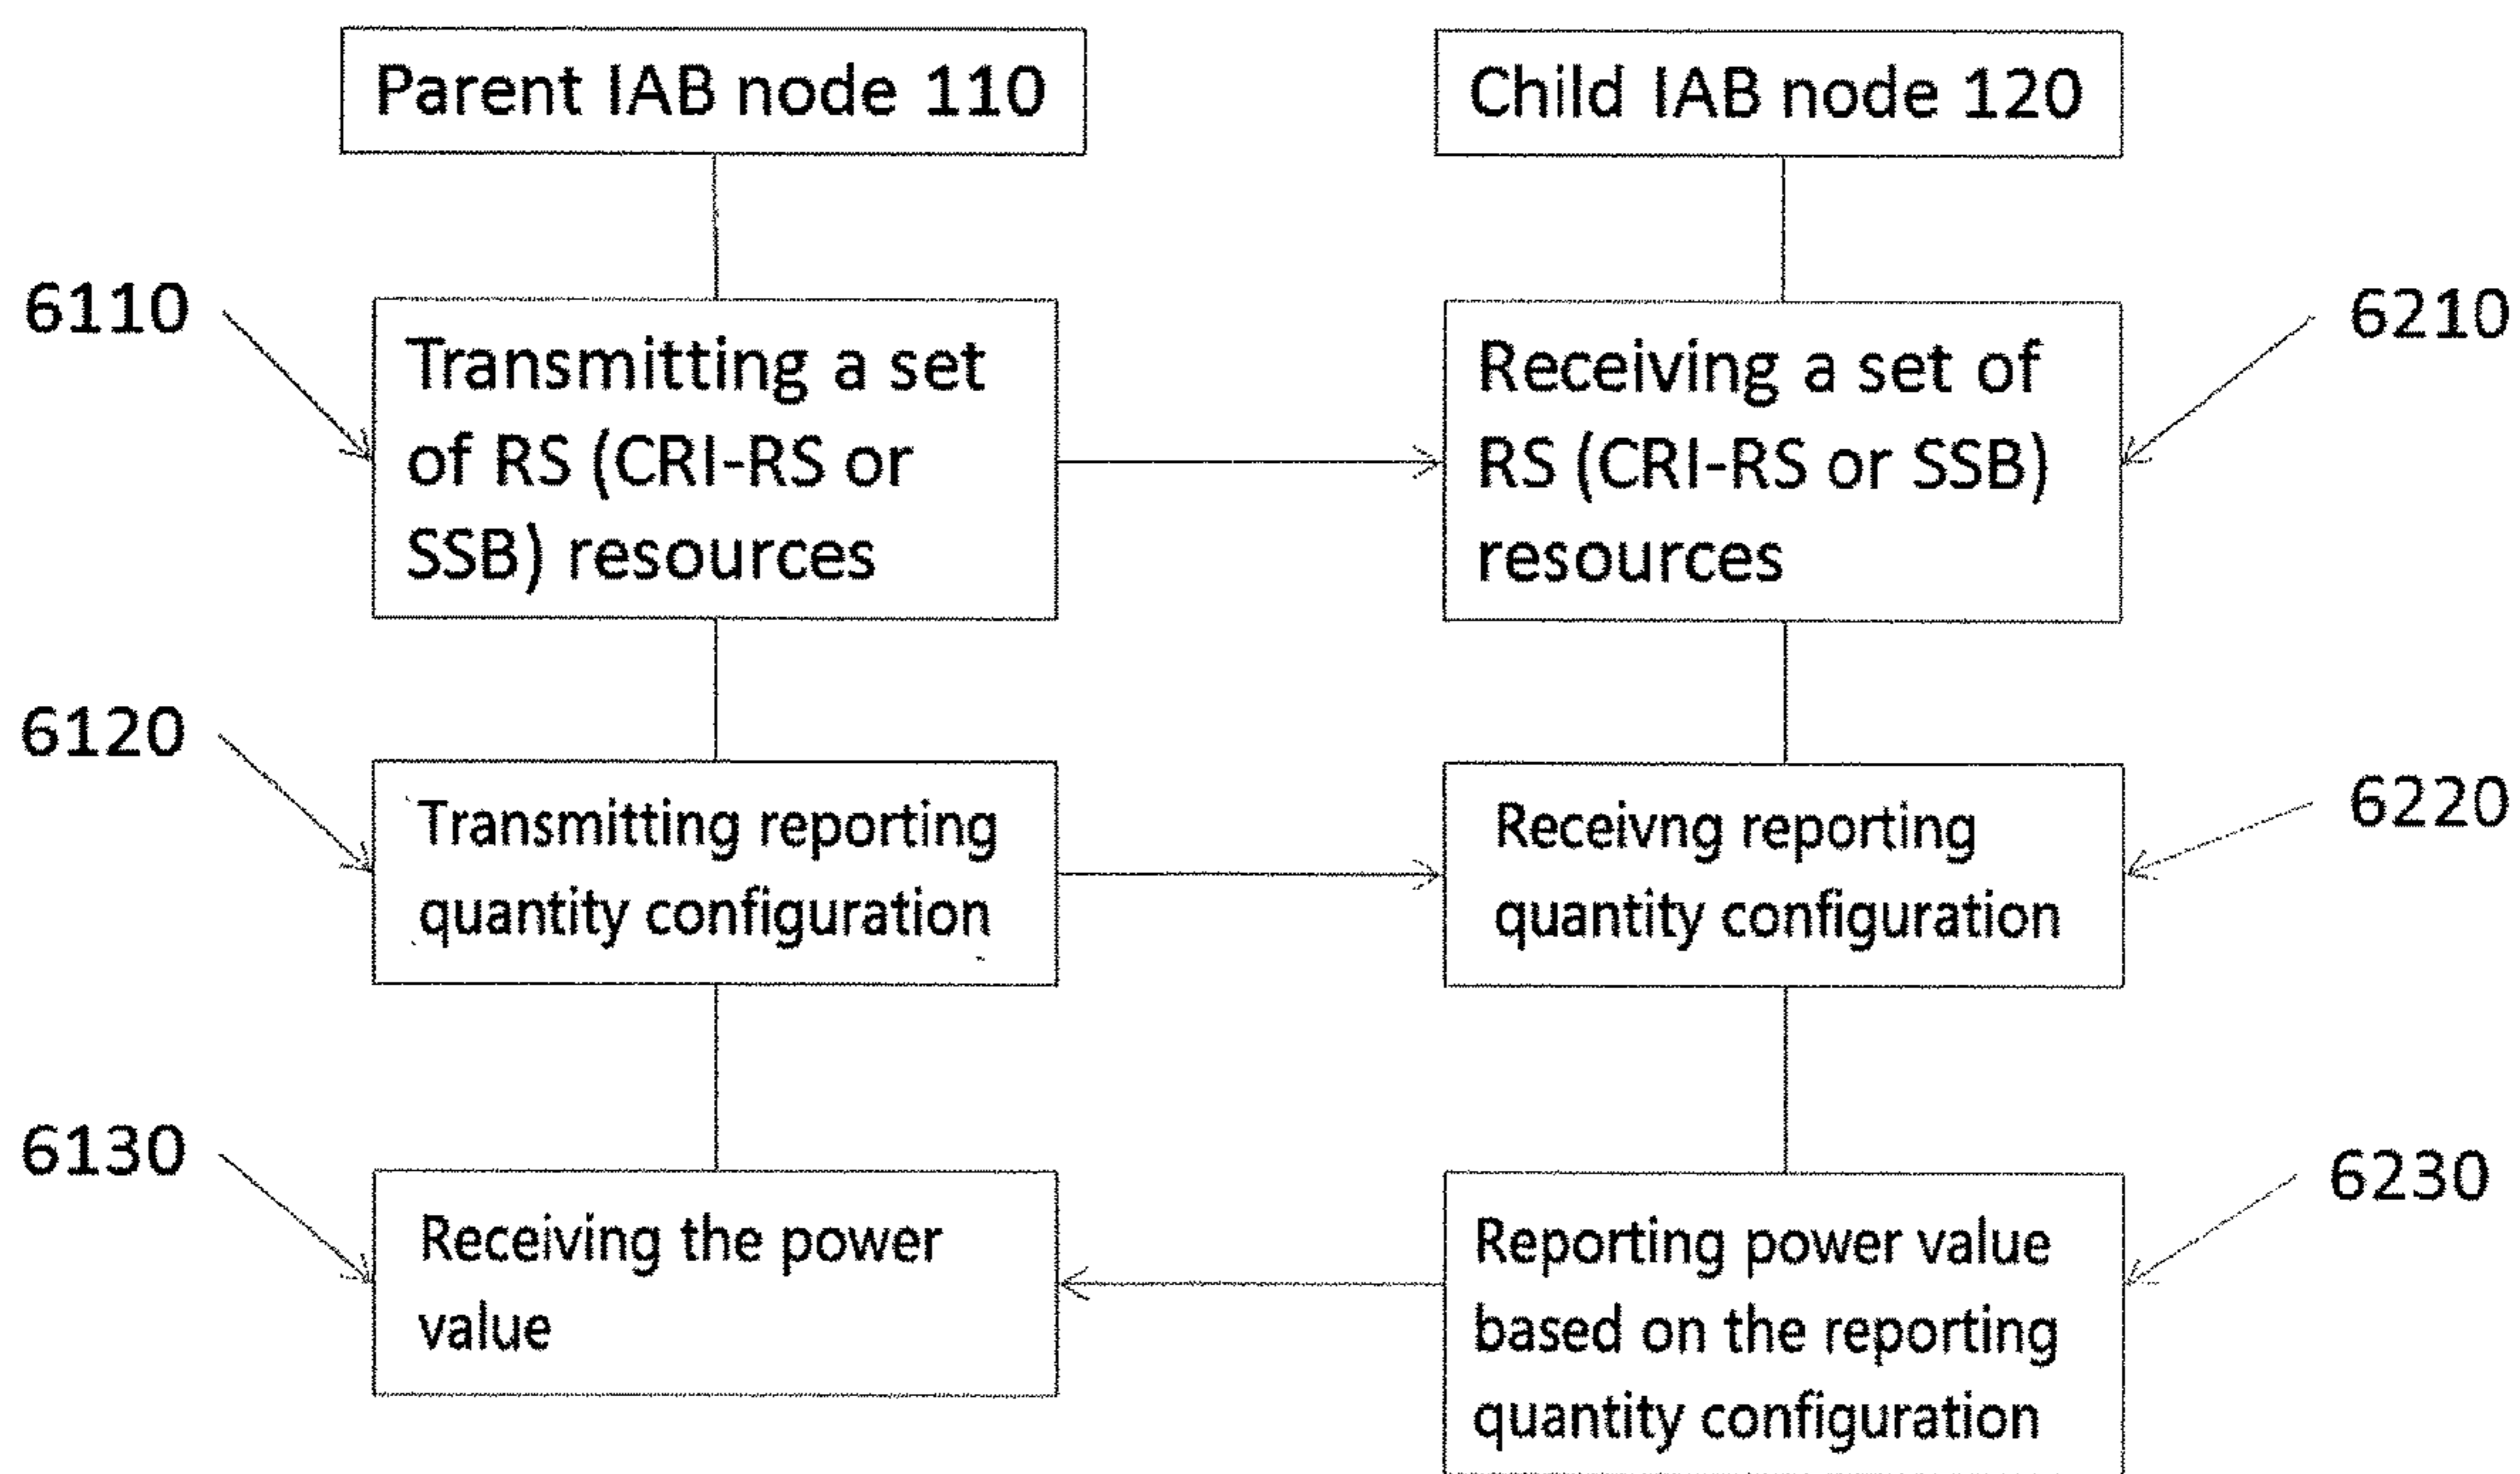 Parent IAB node 110
Child IAB node 120
6110
Transmitting a set
of RS (CRI-RS or
SSB) resources
Receiving a set of
RS (CRI-RS or SSB)
resources
6210
6120
Transmitting reporting
quantity configuration
Receivng reporting
quantity configuration
6220
6130
Receiving the power
value
Reporting power value
based on the reporting
quantity configuration
6230